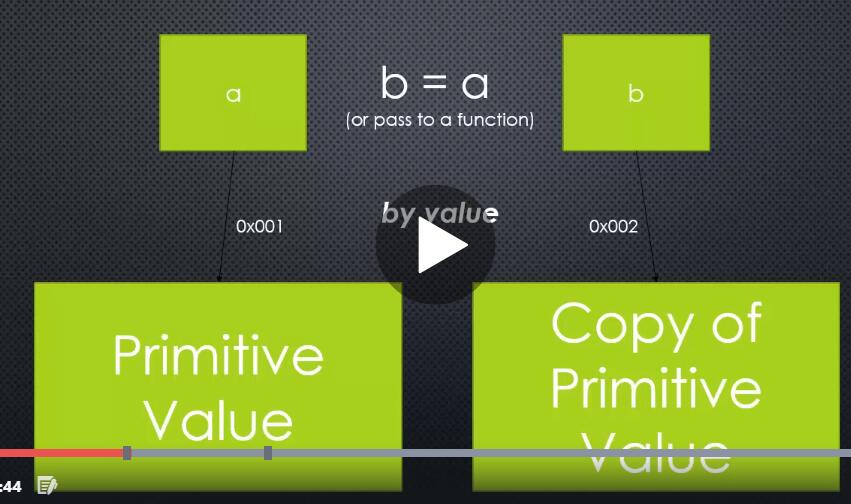 a
b = a
(or pass to a function)
b
by value
0x001
0x002
Primitive
Value
Copy of
Primitive
Value
:44